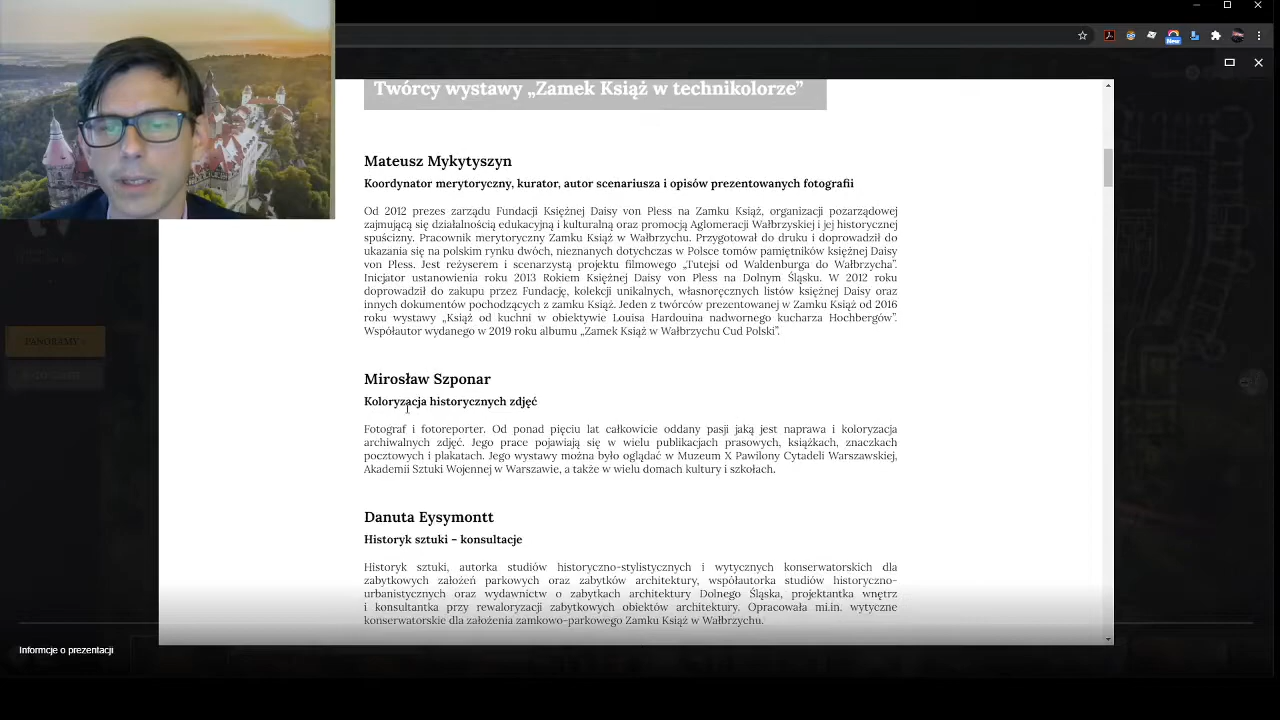 New
Twórcy wystawy „Zamek Książ w technikolorze”
Mateusz Mykytyszyn
Koordynator merytoryczny, kurator, autor scenariusza i opisów prezentowanych fotografii
Od 2012 prezes zarządu Fundacji Księżnej Daisy von Pless na Zamku Książ, organizacji pozarządowej
zajmującą się działalnością edukacyjną i kulturalną oraz promocją Aglomeracji Wałbrzyskiej i jej historycznej
spuścizny. Pracownik merytoryczny Zamku Książ w Wałbrzychu. Przygotował do druku i doprowadził do
ukazania się na polskim rynku dwóch, nieznanych dotychczas w Polsce tomów pamiętników księżnej Daisy
von Pless. Jest reżyserem i scenarzystą projektu filmowego „Tutejsi od Waldenburga do Wałbrzycha”.
Inicjator ustanowienia roku 2013 Rokiem Księżnej Daisy von Pless na Dolnym Śląsku. W 2012 roku
doprowadził do zakupu przez Fundację, kolekcji unikalnych, własnoręcznych listów księżnej Daisy oraz
innych dokumentów pochodzących z zamku Książ. Jeden z twórców prezentowanej w Zamku Książ od 2016
roku wystawy „Książ od kuchni w obiektywie Louisa Hardouina nadwornego kucharza Hochbergów”.
Współautor wydanego w 2019 roku albumu „Zamek Książ w Wałbrzychu Cud Polski”.
Mirosław Szponar
Koloryzacja historycznych zdjęć
Fotograf i fotoreporter. Od ponad pięciu lat całkowicie oddany pasji jaką jest naprawa i koloryzacja
archiwalnych zdjęć. Jego prace pojawiają się w wielu publikacjach prasowych, książkach, znaczkach
pocztowych i plakatach. Jego wystawy można było oglądać w Muzeum X Pawilony Cytadeli Warszawskiej,
Akademii Sztuki Wojennej w Warszawie, a także w wielu domach kultury i szkołach.
Danuta Eysymontt
Historyk sztuki – konsultacje
Historyk sztuki, autorka studiów historyczno-stylistycznych i wytycznych konserwatorskich dla
zabytkowych założeń parkowych oraz zabytków architektury, współautorka studiów historyczno-
urbanistycznych oraz wydawnictw o zabytkach architektury Dolnego Śląska, projektantka wnętrz
i konsultantka przy rewaloryzacji zabytkowych obiektów architektury. Opracowała mi.in. wytyczne
konserwatorskie dla założenia zamkowo-parkowego Zamku Książ w Wałbrzychu.
PANORAMY
Informcje o prezentacji